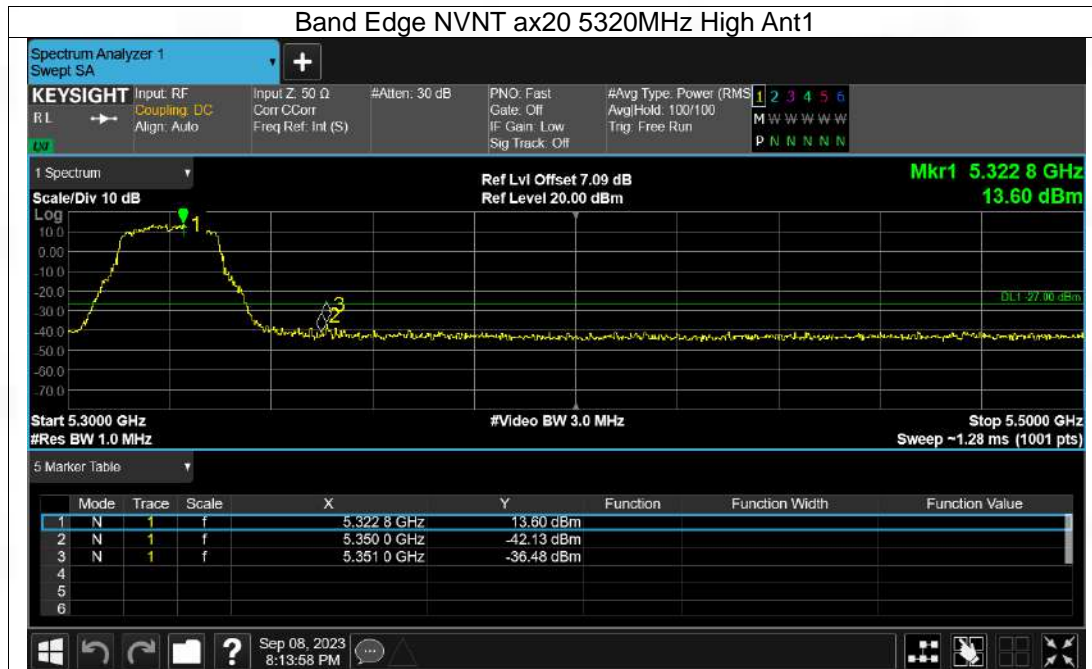 Band Edge NVNT ax20 5320MHz High Ant1
Spectrum Analyzer 1
Swept SA
+
KEYSIGHT Input: RF Input Z: 50 Ω #Atten: 30 dB PNO: Fast #Avg Type: Power (RMS 1 2 3 4 5 6
RL Coupling: DC Corr CCorr Gate: Off Avg|Hold: 100/100 M W W W W W
Align: Auto Freq Ref: Int (S) IF Gain: Low Trig: Free Run
LXI Sig Track: Off P N N N N N
1 Spectrum Ref Lvl Offset 7.09 dB Mkr1 5.322 8 GHz
Scale/Div 10 dB Ref Level 20.00 dBm 13.60 dBm
Log
10.0 1
0.00
-10.0
-20.0
DL1 -27.00 dBm
-30.0 3
2
-40.0
-50.0
-60.0
-70.0
Start 5.3000 GHz #Video BW 3.0 MHz Stop 5.5000 GHz
#Res BW 1.0 MHz Sweep ~1.28 ms (1001 pts)
5 Marker Table
Mode Trace Scale X Y Function Function Width Function Value
1 N 1 f 5.322 8 GHz 13.60 dBm
2 N 1 f 5.350 0 GHz -42.13 dBm
3 N 1 f 5.351 0 GHz -36.48 dBm
4
5
6
? Sep 08, 2023
8:13:58 PM